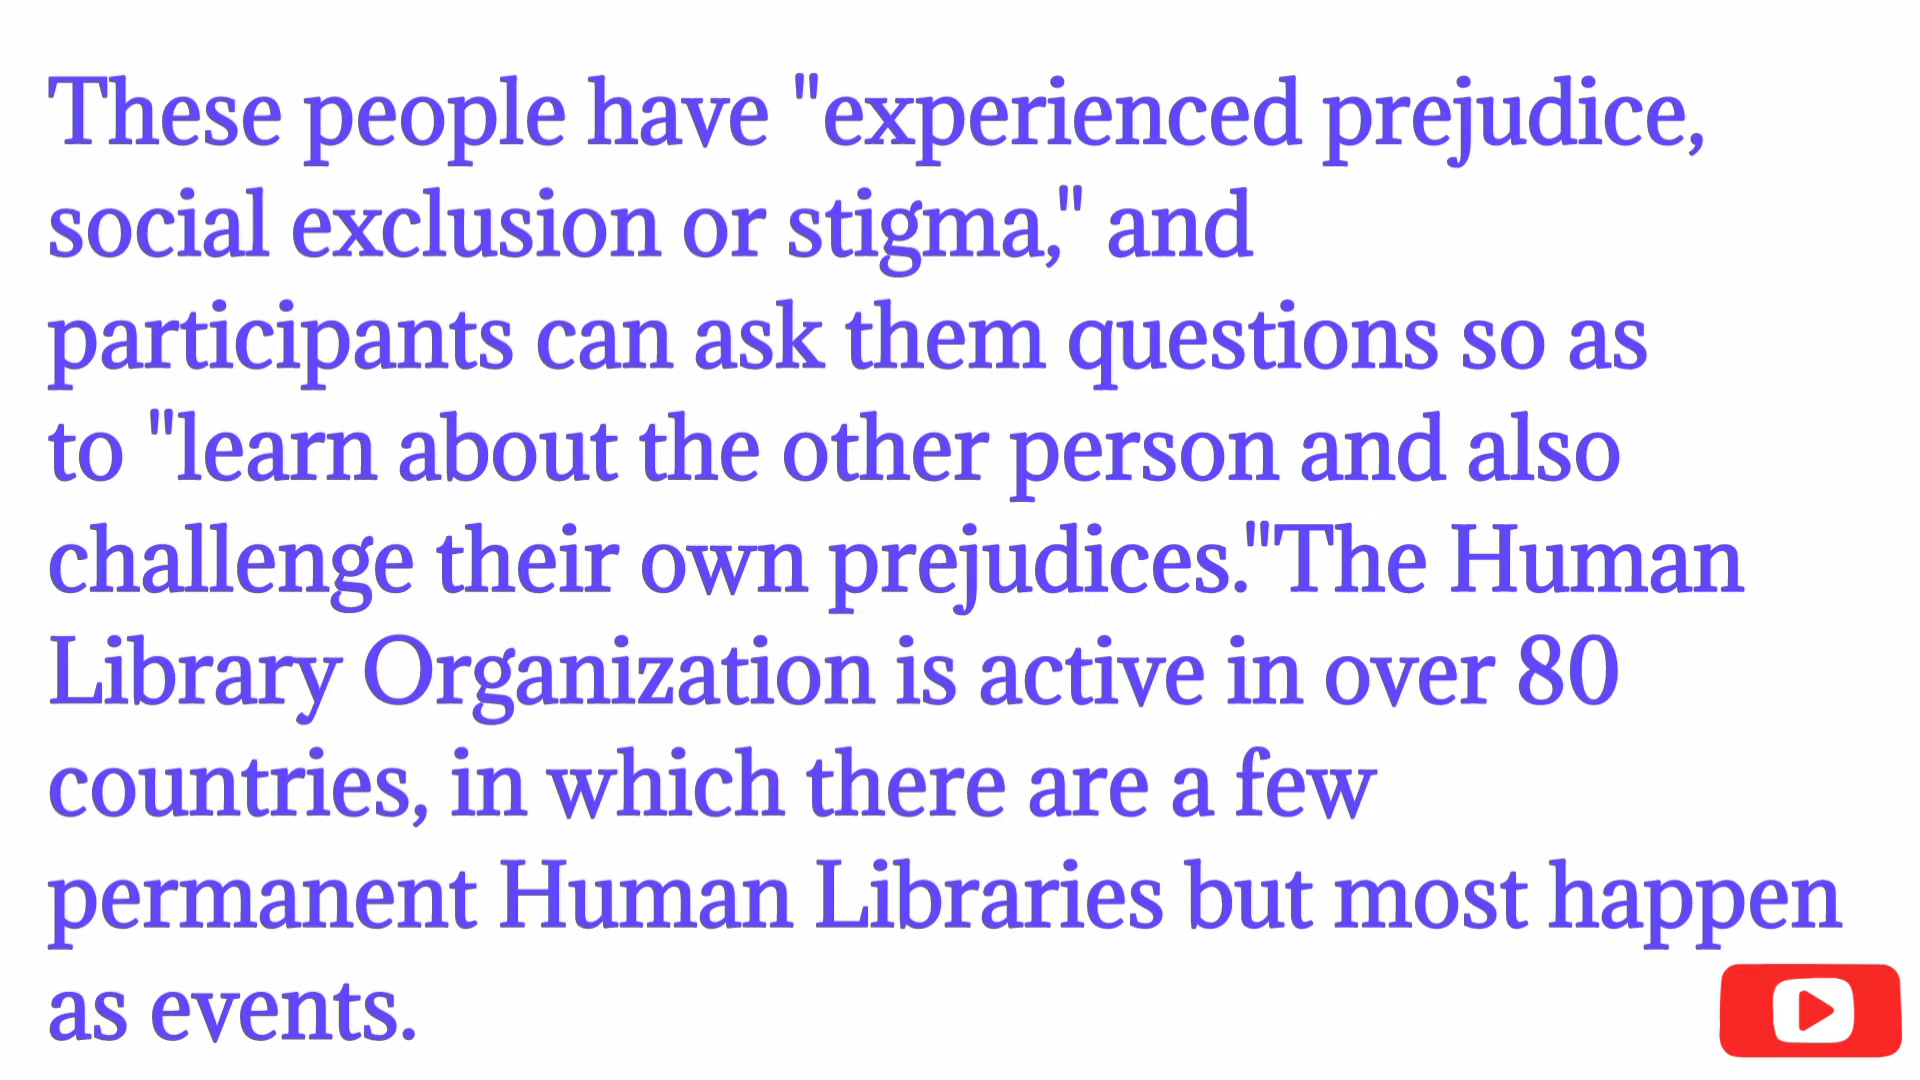 These people have "experienced prejudice,
social exclusion or stigma," and
participants can ask them questions so as
to "learn about the other person and also
challenge their own prejudices."The Human
Library Organization is active in over 80
countries, in which there are a few
permanent Human Libraries but most happen
as events.